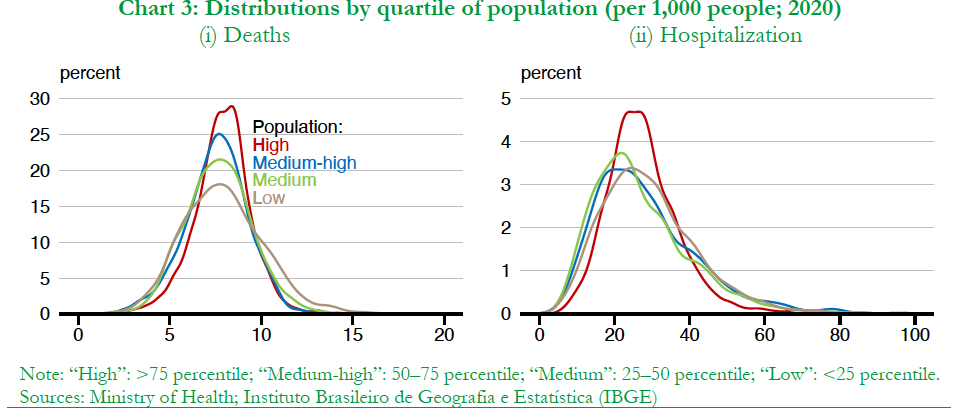 Chart 3: Distributions by quartile of population (per 1,000 people; 2020)
(i) Deaths
(ii) Hospitalization
percent
percent
30
25
20
15
10
5
0
Population:
High
Medium-high
Medium
Low
0 5 10 15 20
5
4
3
2
1
0
0 20 40 60 80 100
Note: “High”: >75 percentile; “Medium-high”: 50–75 percentile; “Medium”: 25–50 percentile; “Low”: <25 percentile.
Sources: Ministry of Health; Instituto Brasileiro de Geografia e Estatística (IBGE)